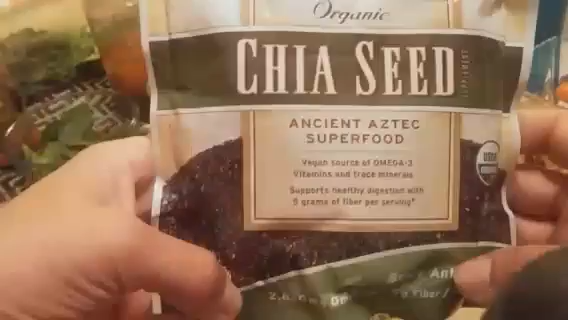 Organic
CHIA SEED
ANCIENT AZTEC
SUPERFOOD
Vegan source of OMEGA-3
Vitamins and trace minerals
Supports healthy digestion with
5 grams of fiber per serving*
USDA
ORGANIC
Fiber/